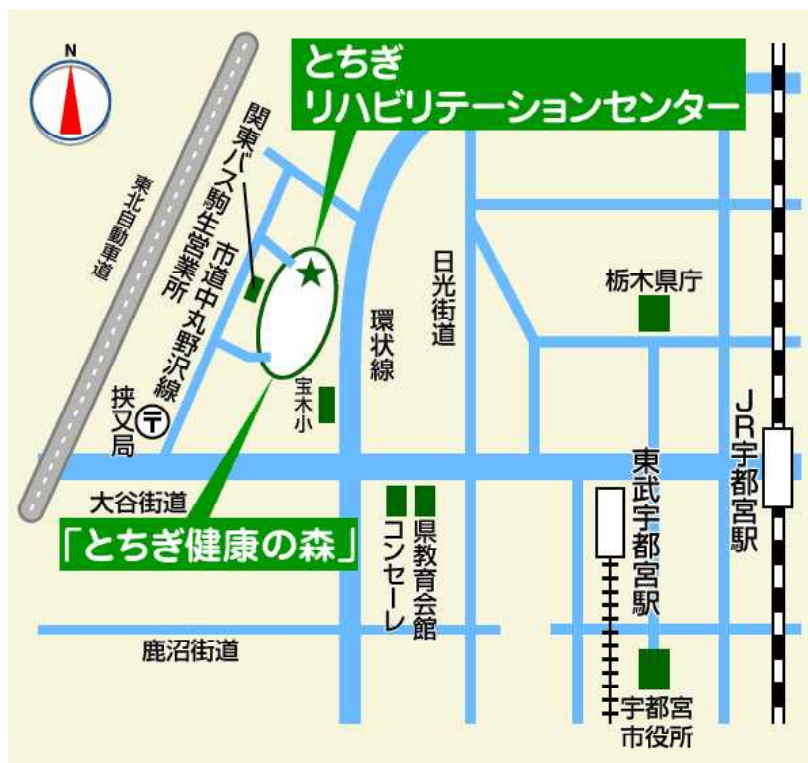 N
とちぎ
リハビリテーションセンター
関東バス駒生営業所
東北自動車道
市道中丸野沢線
日光街道
環状線
栃木県庁
宝木小
挟又局
〒
大谷街道
JR宇都宮駅
東武宇都宮駅
「とちぎ健康の森」
コンセーレ
県教育会館
鹿沼街道
宇都宮
市役所